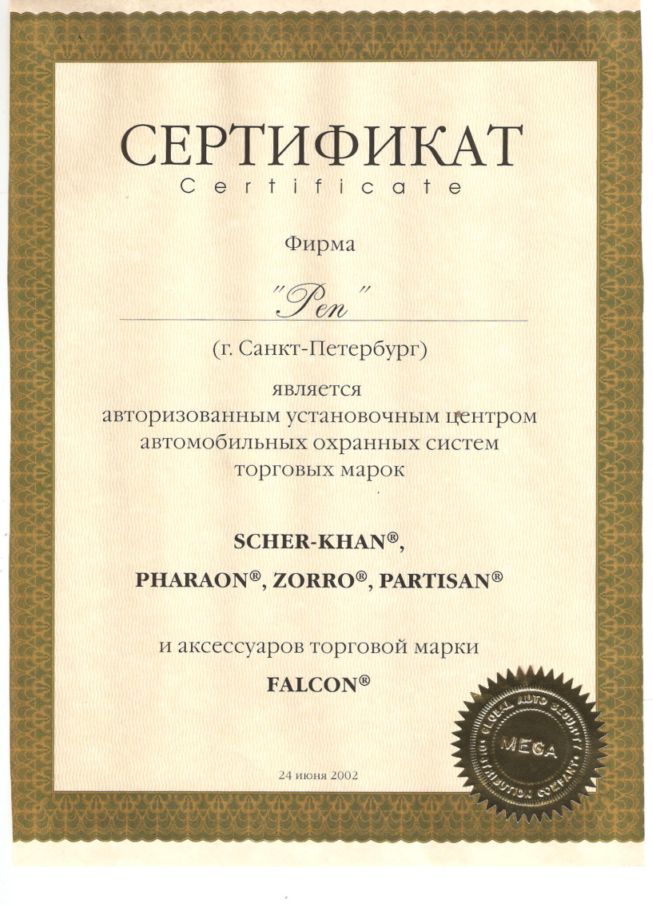 СЕРТИФИКАТ
Certificate
Фирма
"Реп"
(г. Санкт-Петербург)
является
авторизованным установочным центром
автомобильных охранных систем
торговых марок
SCHER-KHAN®,
PHARAON®, ZORRO®, PARTISAN®
и аксессуаров торговой марки
FALCON®
24 июня 2002
GLOBAL AUTO SECURITY
MEGA
DISTRIBUTION COMPANY